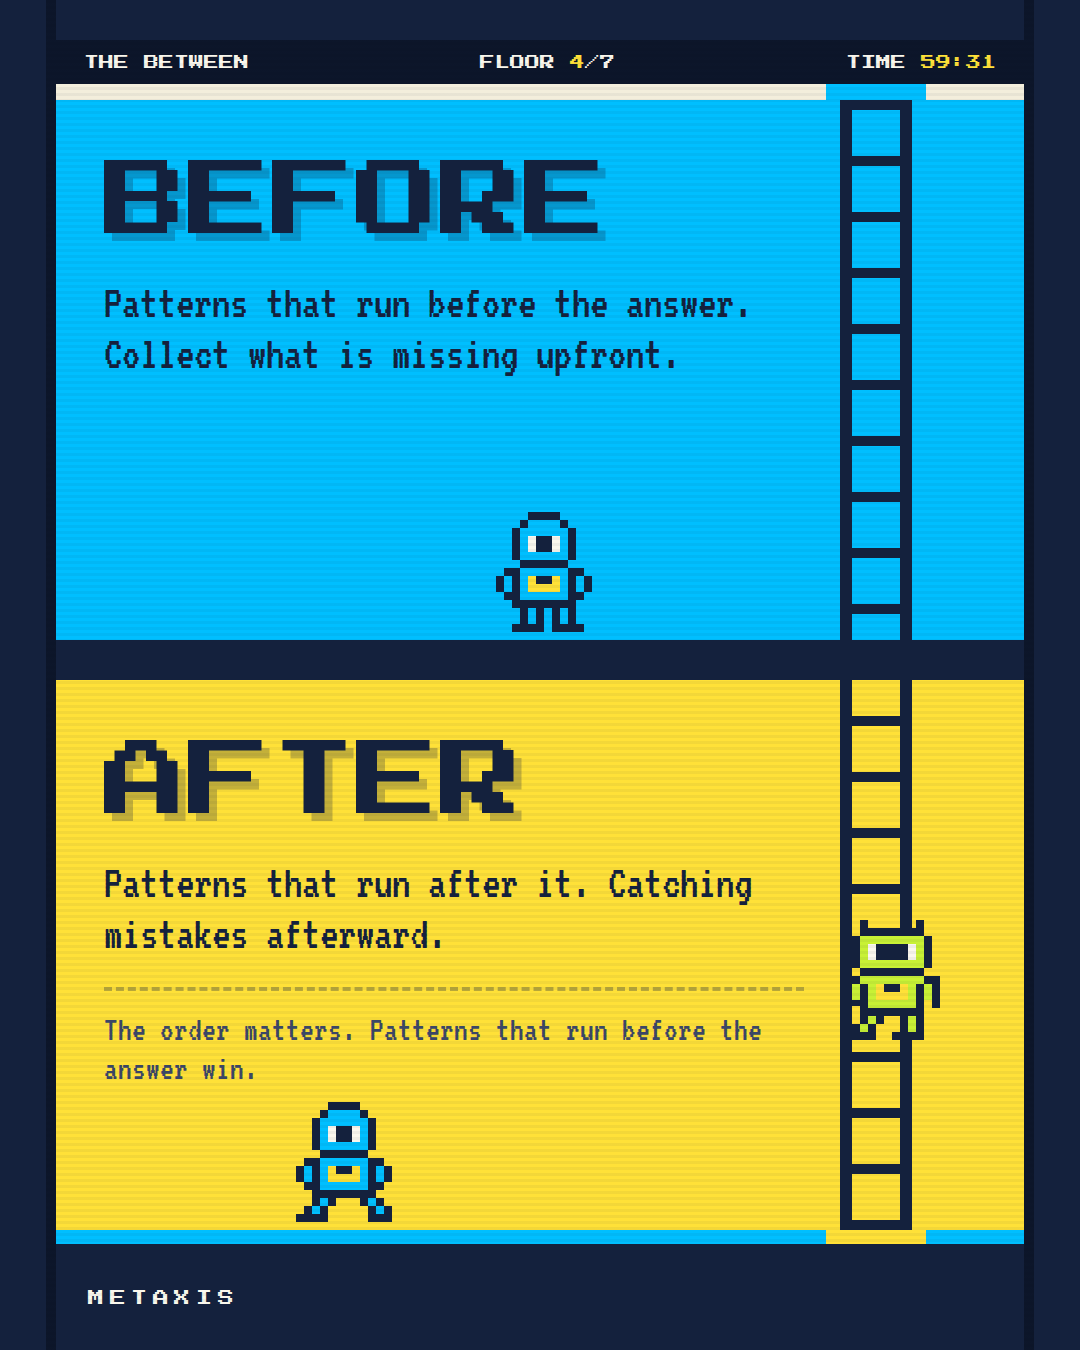 THE BETWEEN
FLOOR 4/7
TIME 59:31
BEFORE
Patterns that run before the answer.
Collect what is missing upfront.
AFTER
Patterns that run after it. Catching
mistakes afterward.
The order matters. Patterns that run before the
answer win.
METAXIS